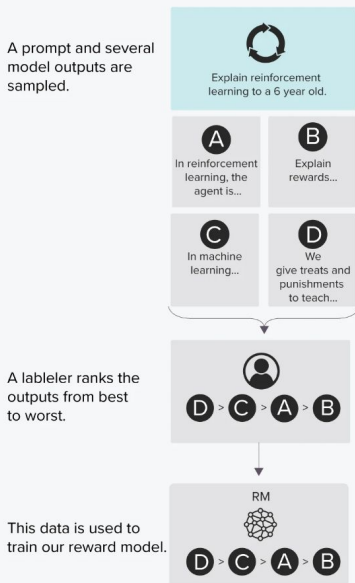 A prompt and several
model outputs are
sampled.
Explain reinforcement
learning to a 6 year old.
A
In reinforcement
learning, the
agent is...
B
Explain
rewards...
C
In machine
learning...
D
We
give treats and
punishments
to teach...
A lableler ranks the
outputs from best
to worst.
D > C > A > B
This data is used to
train our reward model.
RM
D > C > A > B